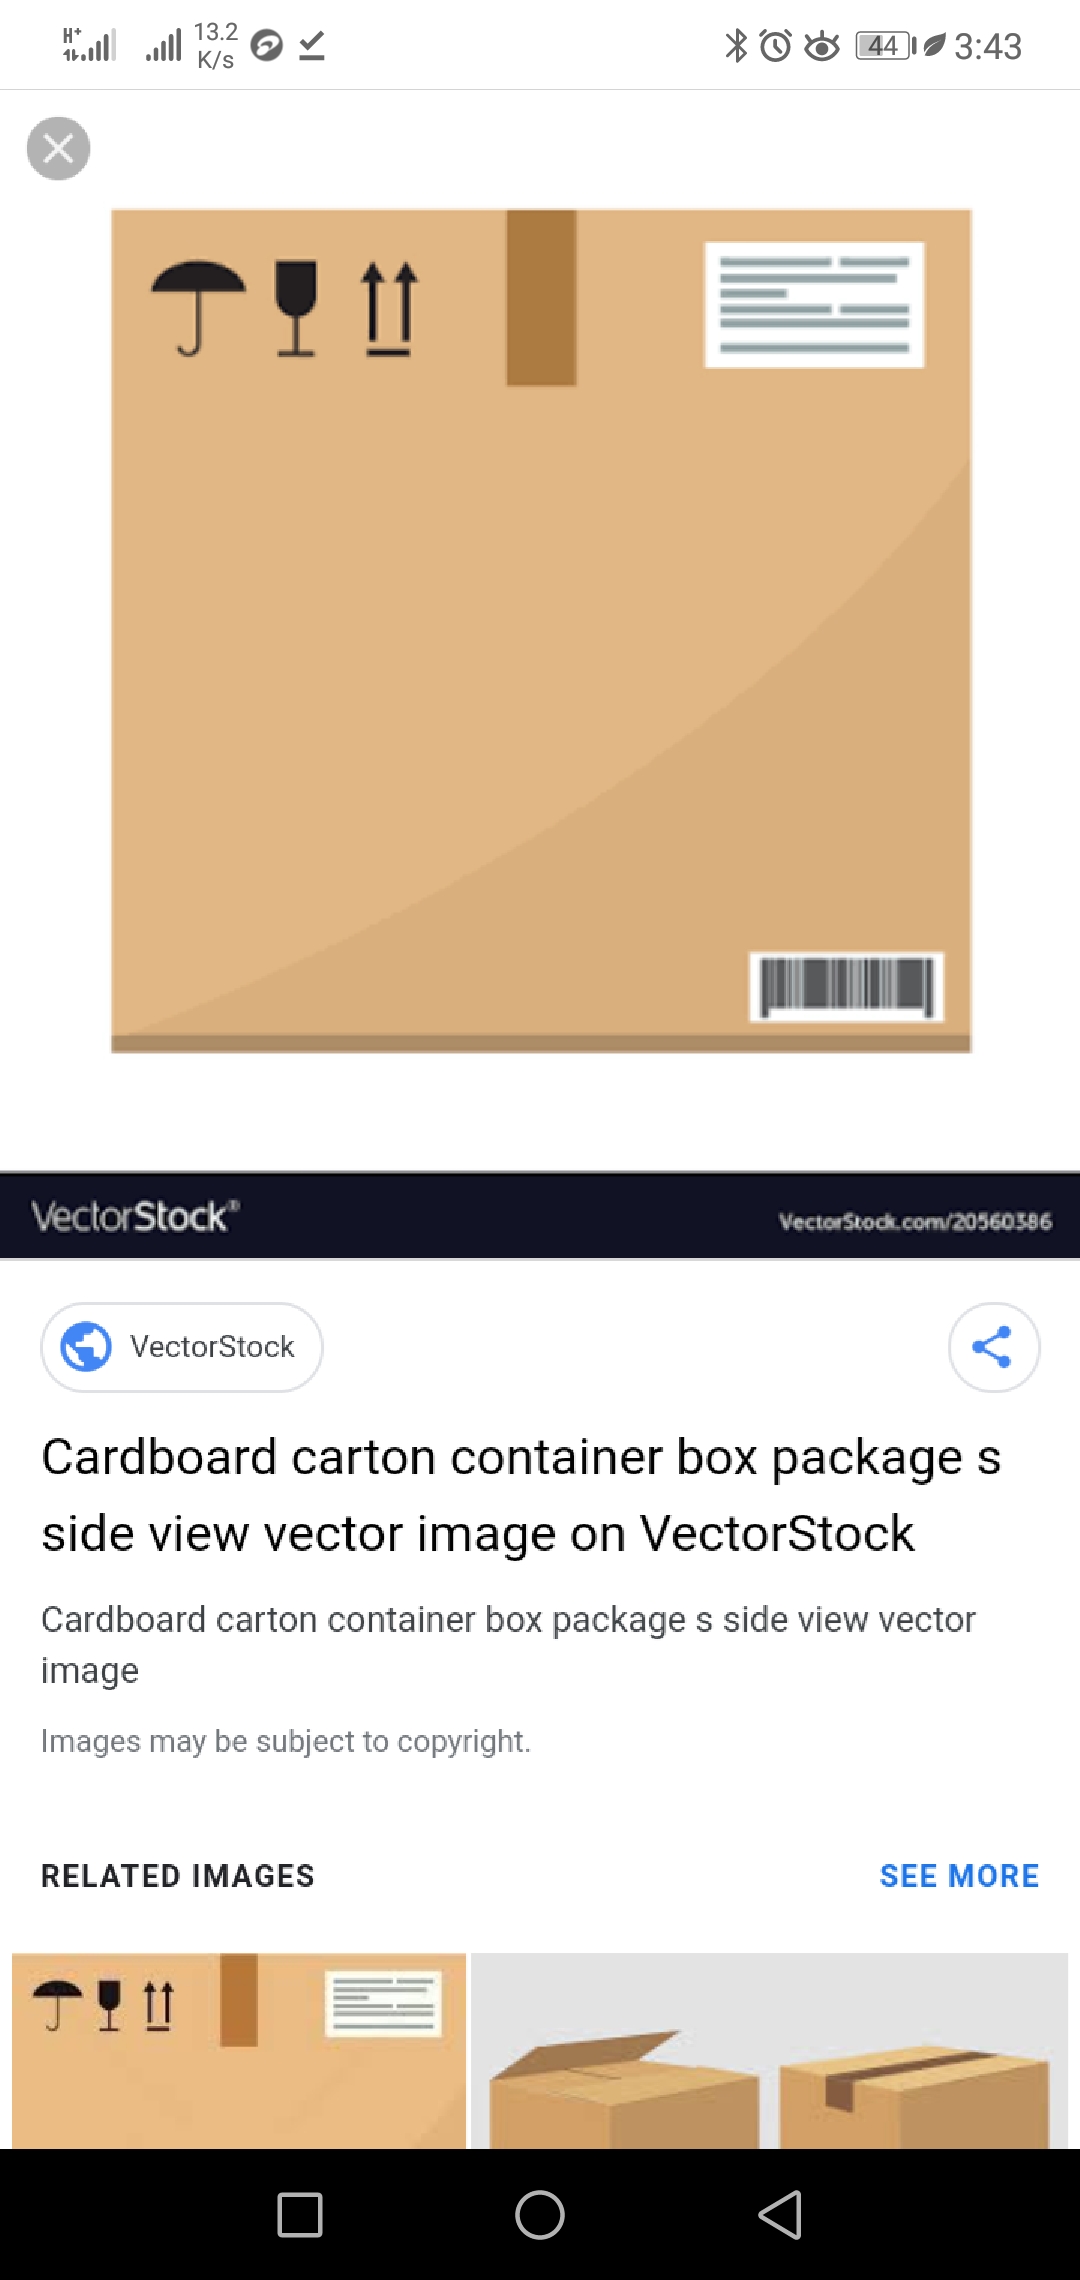 H+
13.2
K/s
44
3:43
VectorStock®
VectorStock.com/20560386
VectorStock
Cardboard carton container box package s
side view vector image on VectorStock
Cardboard carton container box package s side view vector
image
Images may be subject to copyright.
RELATED IMAGES
SEE MORE